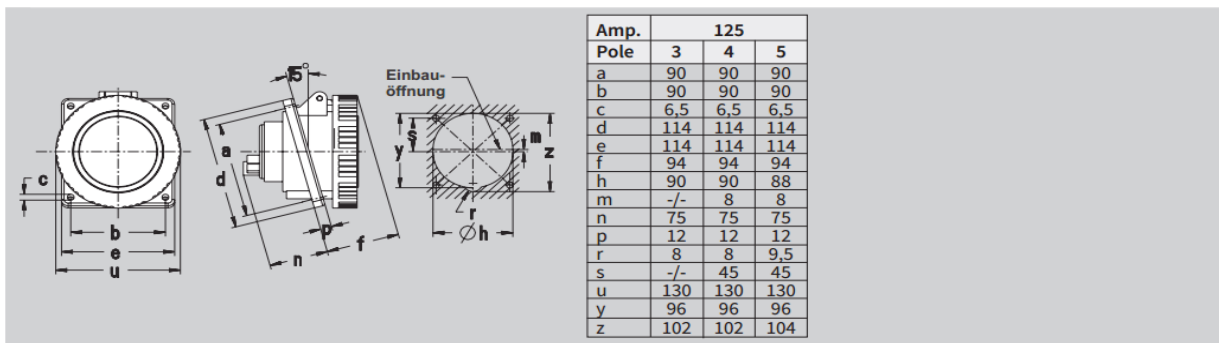 15°
Einbau-
öffnung
a
d
c
b
e
u
p
n
f
s
y
m
z
r
Øh
Amp. 125
Pole 3 4 5
a 90 90 90
b 90 90 90
c 6,5 6,5 6,5
d 114 114 114
e 114 114 114
f 94 94 94
h 90 90 88
m -/- 8 8
n 75 75 75
p 12 12 12
r 8 8 9,5
s -/- 45 45
u 130 130 130
y 96 96 96
z 102 102 104